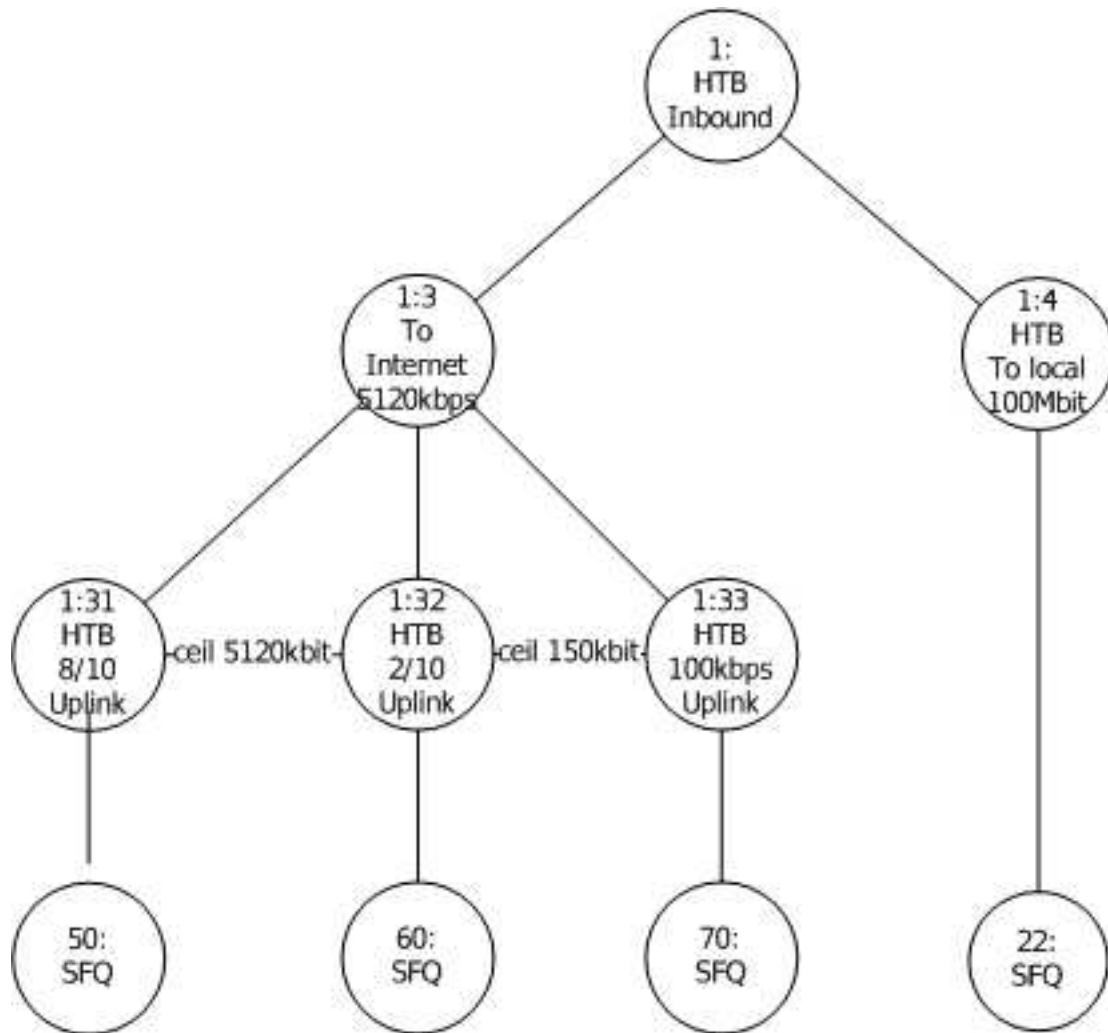 1:
HTB
Inbound
1:3
To
Internet
5120kbps
1:4
HTB
To local
100Mbit
1:31
HTB
8/10
Uplink
ceil 5120kbit
1:32
HTB
2/10
Uplink
ceil 150kbit
1:33
HTB
100kbps
Uplink
50:
SFQ
60:
SFQ
70:
SFQ
22:
SFQ